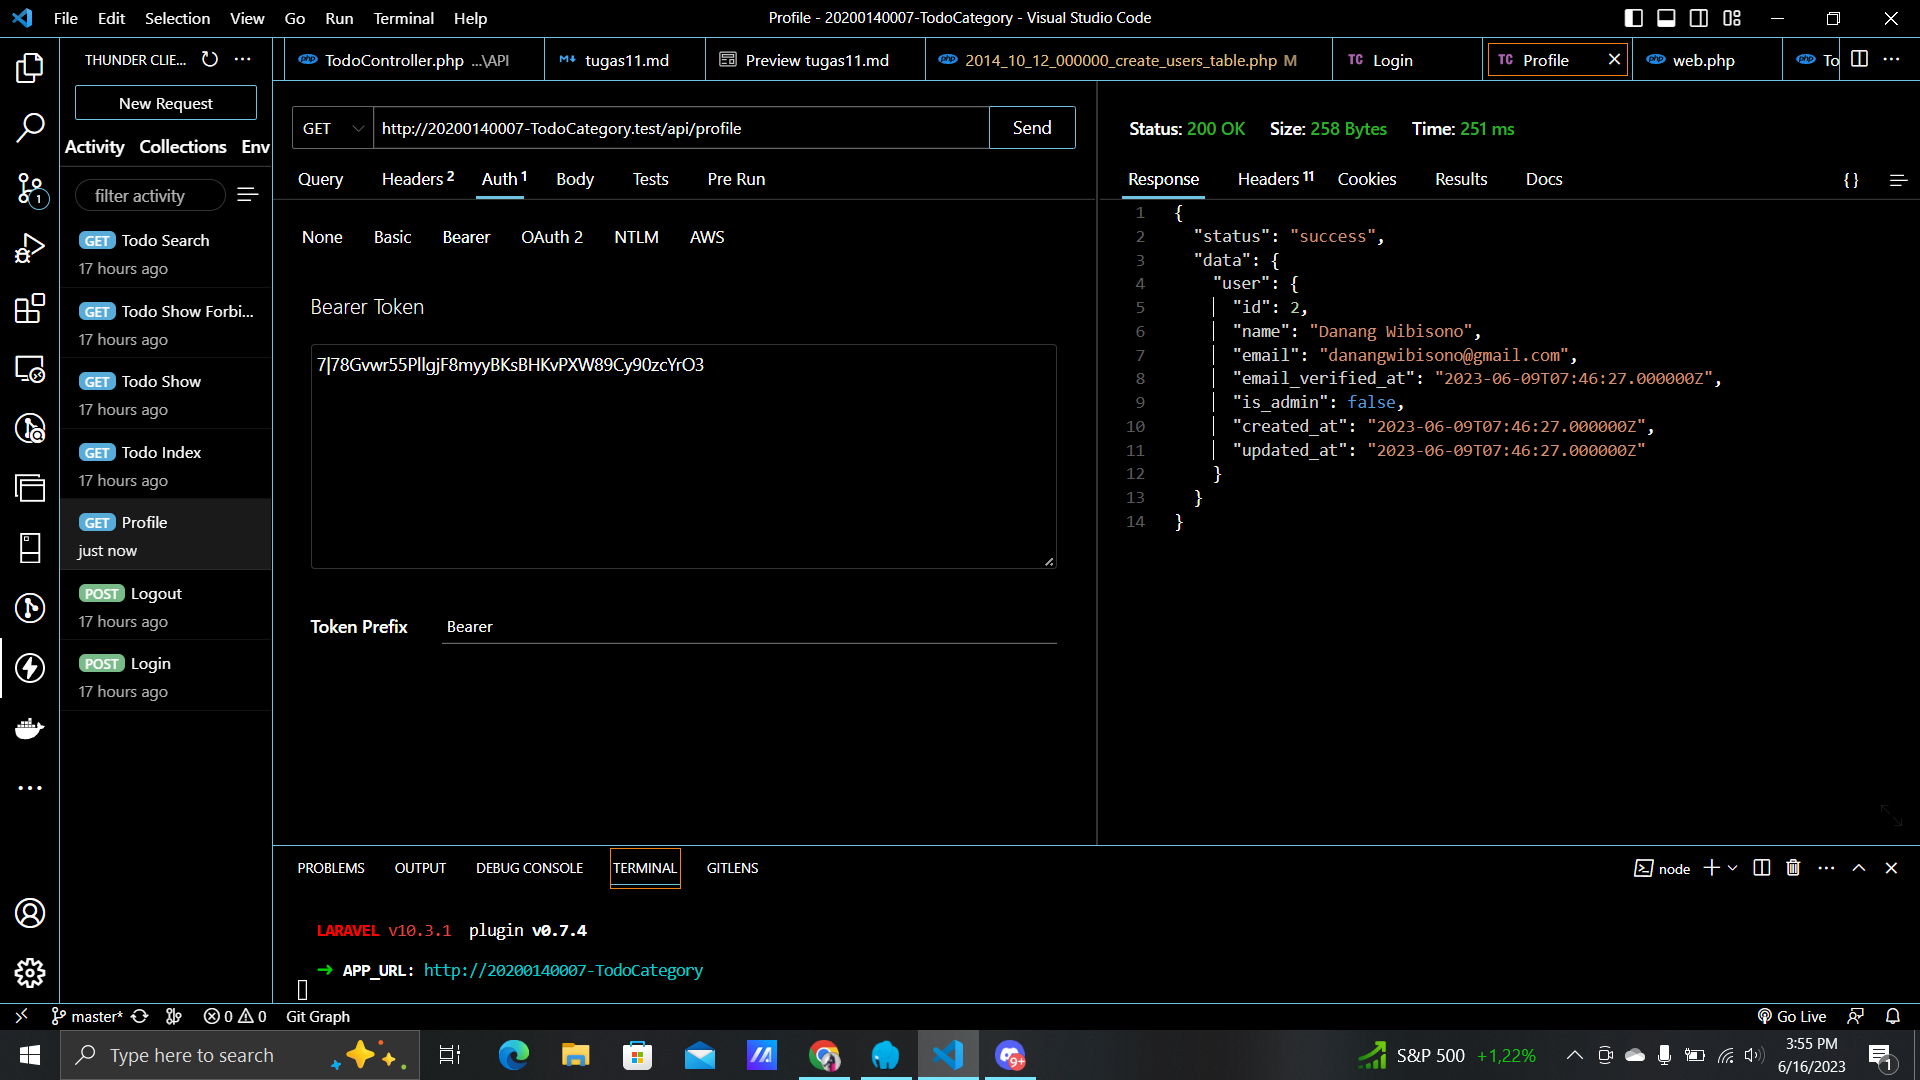 File Edit Selection View Go Run Terminal Help
Profile - 20200140007-TodoCategory - Visual Studio Code
THUNDER CLIE... ...
TodoController.php ...\API
tugas11.md
Preview tugas11.md
2014_10_12_000000_create_users_table.php M
TC Login
TC Profile
web.php
To
New Request
Activity Collections Env
filter activity
GET Todo Search
17 hours ago
GET Todo Show Forbi...
17 hours ago
GET Todo Show
17 hours ago
GET Todo Index
17 hours ago
GET Profile
just now
POST Logout
17 hours ago
POST Login
17 hours ago
1
GET http://20200140007-TodoCategory.test/api/profile Send
Query Headers 2 Auth 1 Body Tests Pre Run
None Basic Bearer OAuth 2 NTLM AWS
Bearer Token
7|78Gvwr55PllgjF8myyBKsBHKvPXW89Cy90zcYrO3
Token Prefix Bearer
Status: 200 OK Size: 258 Bytes Time: 251 ms
Response Headers 11 Cookies Results Docs {}
1 {
2 "status": "success",
3 "data": {
4 "user": {
5 "id": 2,
6 "name": "Danang Wibisono",
7 "email": "danangwibisono@gmail.com",
8 "email_verified_at": "2023-06-09T07:46:27.000000Z",
9 "is_admin": false,
10 "created_at": "2023-06-09T07:46:27.000000Z",
11 "updated_at": "2023-06-09T07:46:27.000000Z"
12 }
13 }
14 }
PROBLEMS OUTPUT DEBUG CONSOLE TERMINAL GITLENS
node
LARAVEL v10.3.1 plugin v0.7.4
➜ APP_URL: http://20200140007-TodoCategory
master* 0 0 Git Graph
Go Live
Type here to search
9+
S&P 500 +1,22%
3:55 PM
6/16/2023
1